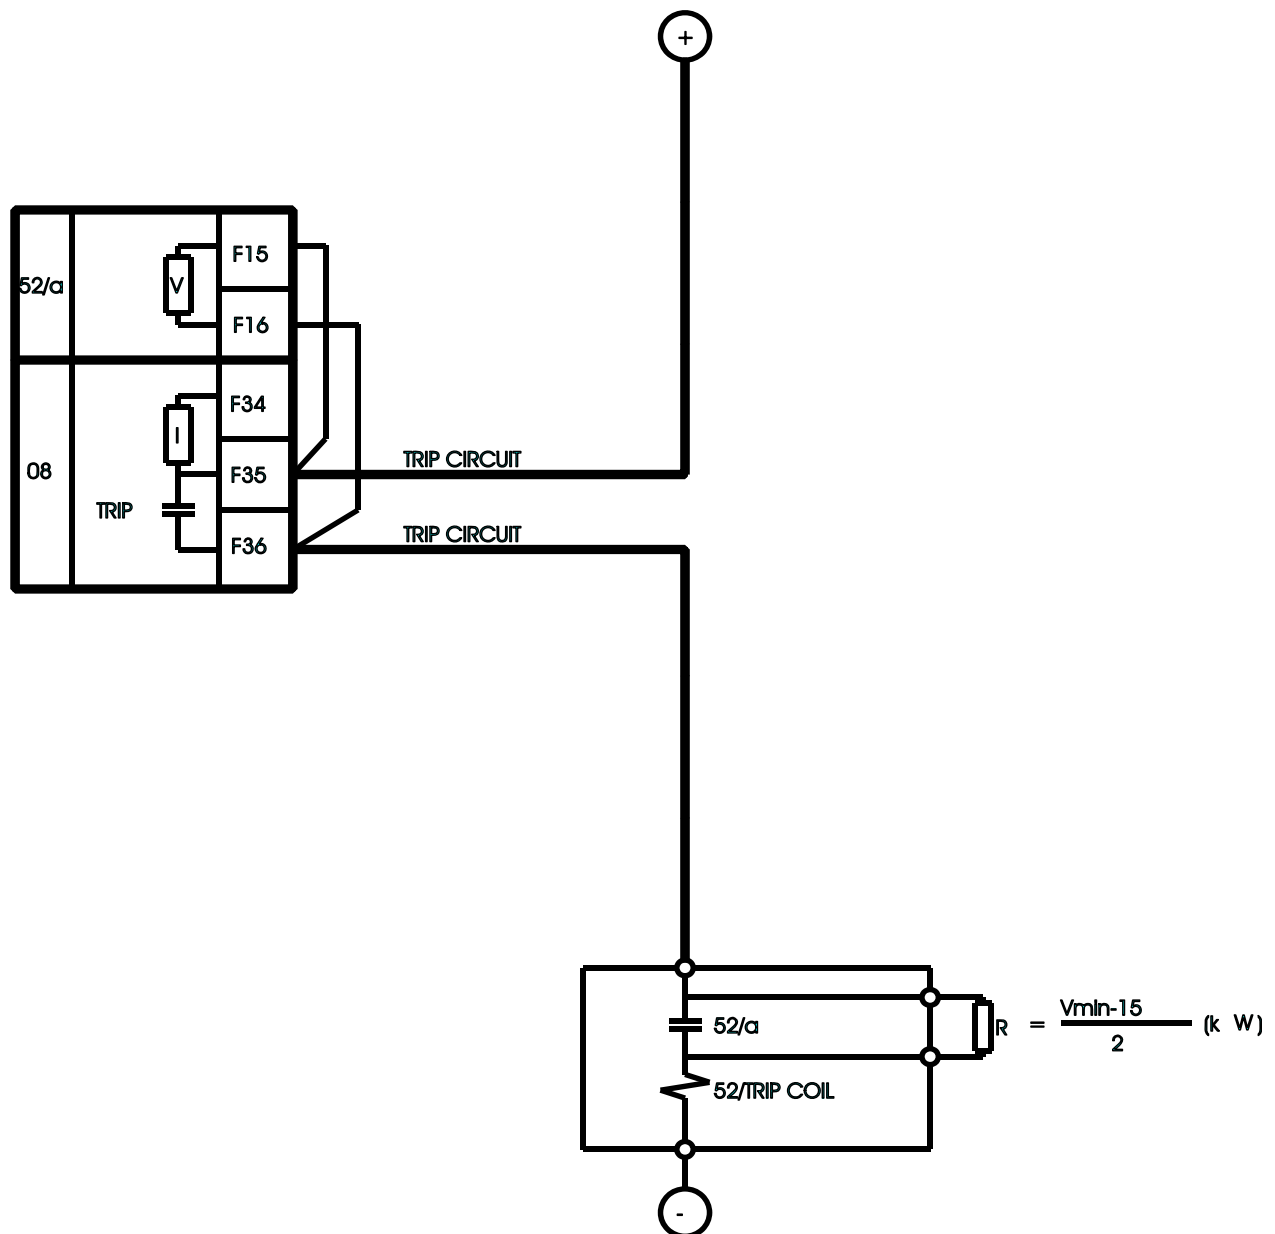 +
F15
52/a
V
F16
F34
I
08
F35
TRIP
F36
TRIP CIRCUIT
TRIP CIRCUIT
52/a
R = Vmin-15 (k W)
2
52/TRIP COIL
-